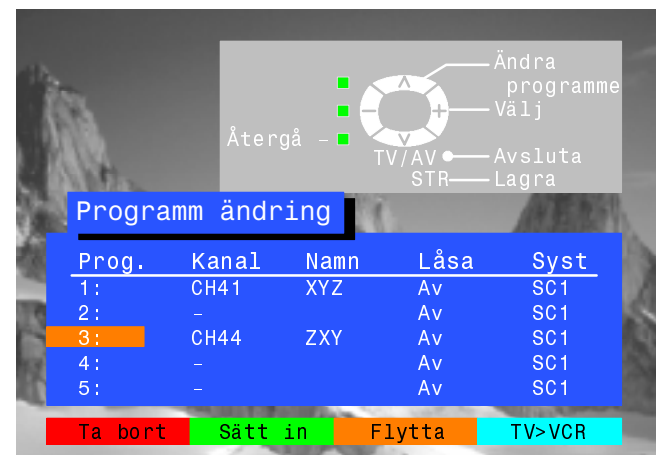 Ändra
programme
Välj
Återgå –
TV/AV Avsluta
STR Lagra
Programm ändring
Prog. Kanal Namn Låsa Syst
1: CH41 XYZ Av SC1
2: – Av SC1
3: CH44 ZXY Av SC1
4: – Av SC1
5: – Av SC1
Ta bort Sätt in Flytta TV>VCR